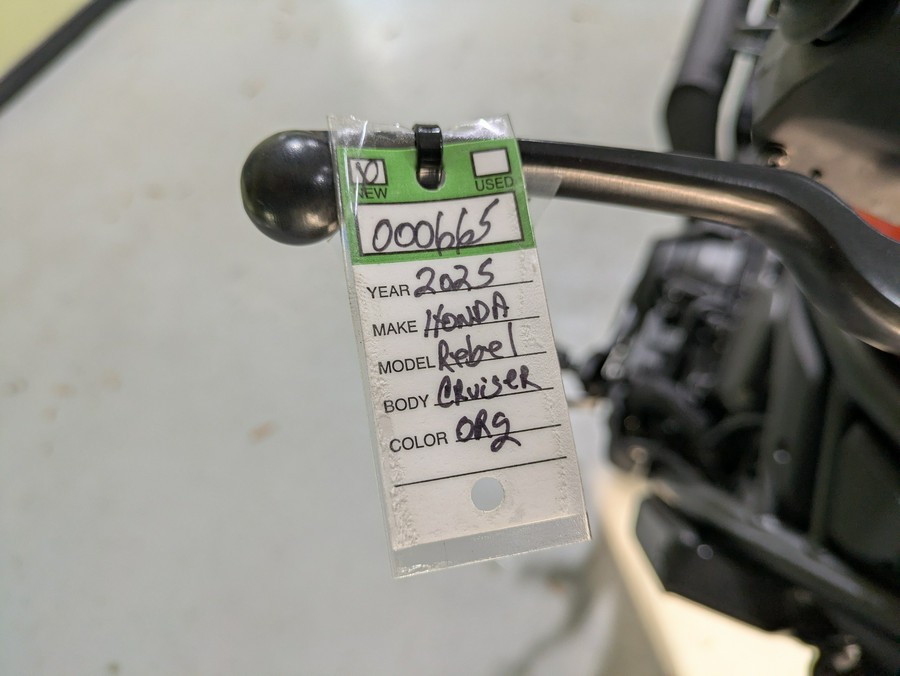 NEW USED
000665
YEAR 2025
MAKE HONDA
MODEL Rebel
BODY CRuiseR
COLOR ORg